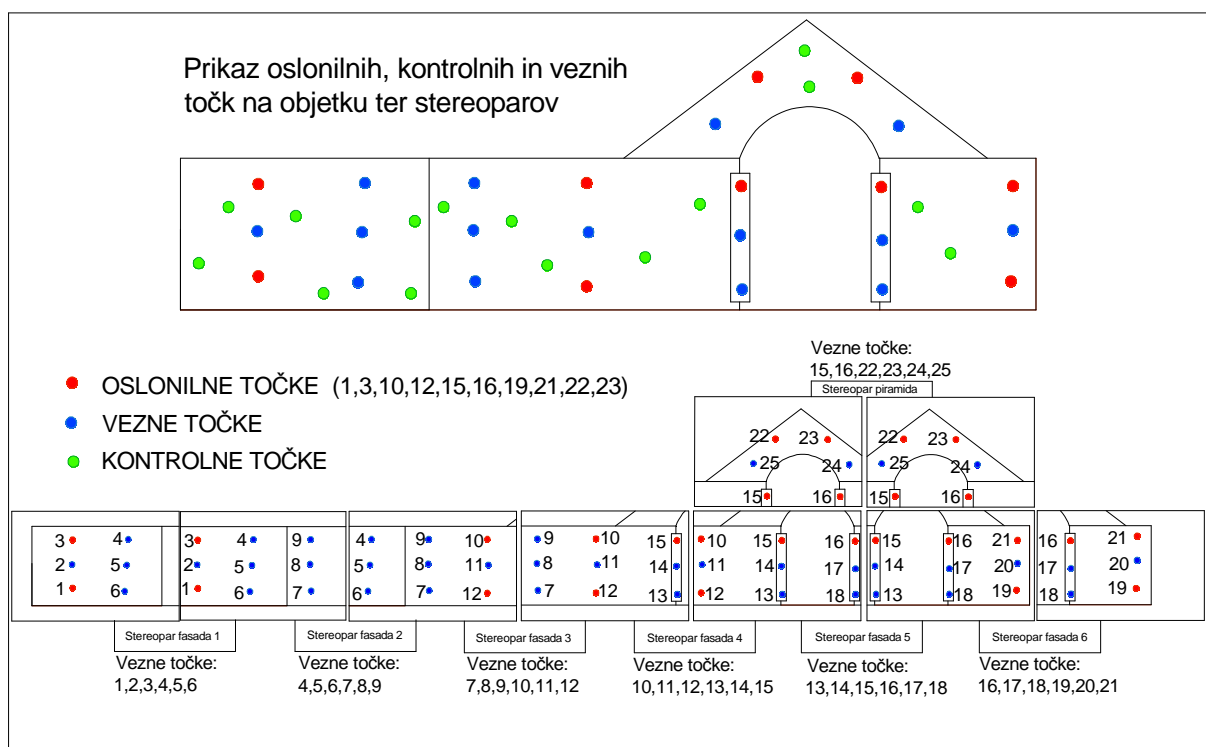 Prikaz oslonilnih, kontrolnih in veznih
točk na objetku ter stereoparov
OSLONILNE TOČKE (1,3,10,12,15,16,19,21,22,23)
VEZNE TOČKE
KONTROLNE TOČKE
Vezne točke:
15,16,22,23,24,25
Stereopar piramida
22 23 22 23
25 24 25 24
15 16 15 16
3 4 3 4 9 4 9 10 9 10 15 10 15 16 15 16 21 16 21
2 5 2 5 8 5 8 11 8 11 14 11 14 17 14 17 20 17 20
1 6 1 6 7 6 7 12 7 12 13 12 13 18 13 18 19 18 19
Stereopar fasada 1
Stereopar fasada 2
Stereopar fasada 3
Stereopar fasada 4
Stereopar fasada 5
Stereopar fasada 6
Vezne točke:
1,2,3,4,5,6
Vezne točke:
4,5,6,7,8,9
Vezne točke:
7,8,9,10,11,12
Vezne točke:
10,11,12,13,14,15
Vezne točke:
13,14,15,16,17,18
Vezne točke:
16,17,18,19,20,21